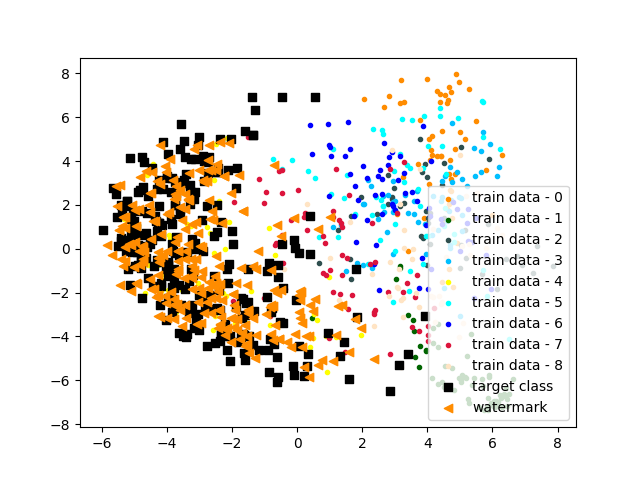 8
6
4
2
0
−2
−4
−6
−8
−6
−4
−2
0
2
4
6
8
train data - 0
train data - 1
train data - 2
train data - 3
train data - 4
train data - 5
train data - 6
train data - 7
train data - 8
target class
watermark